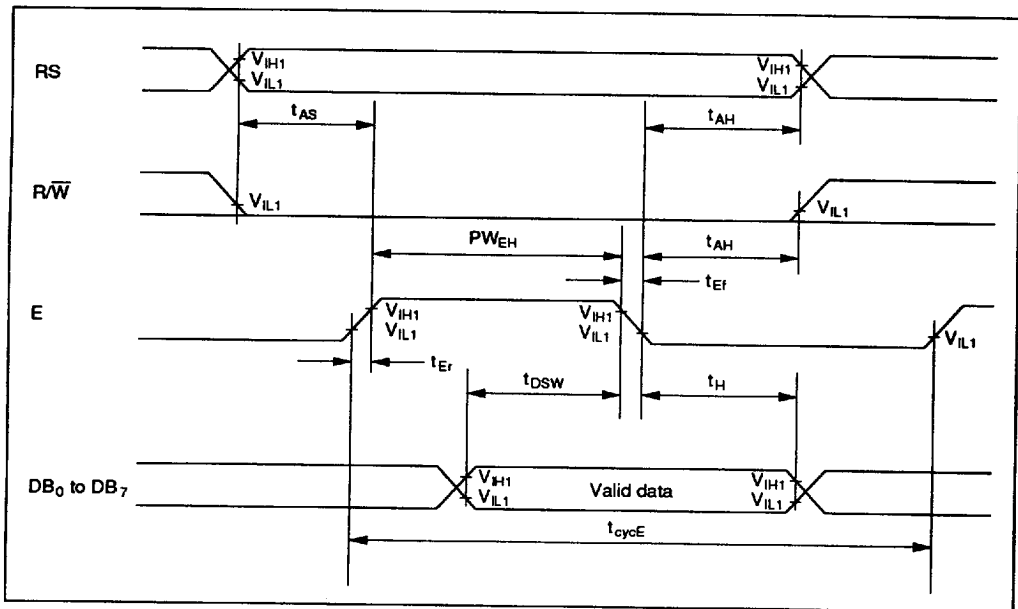 RS
VIH1
VIL1
VIH1
VIL1
tAS
tAH
R/W̅
VIL1
VIL1
PWEH
tAH
tEf
E
VIH1
VIL1
VIH1
VIL1
VIL1
tEr
tDSW
tH
DB0 to DB7
VIH1
VIL1
Valid data
VIH1
VIL1
tcycE